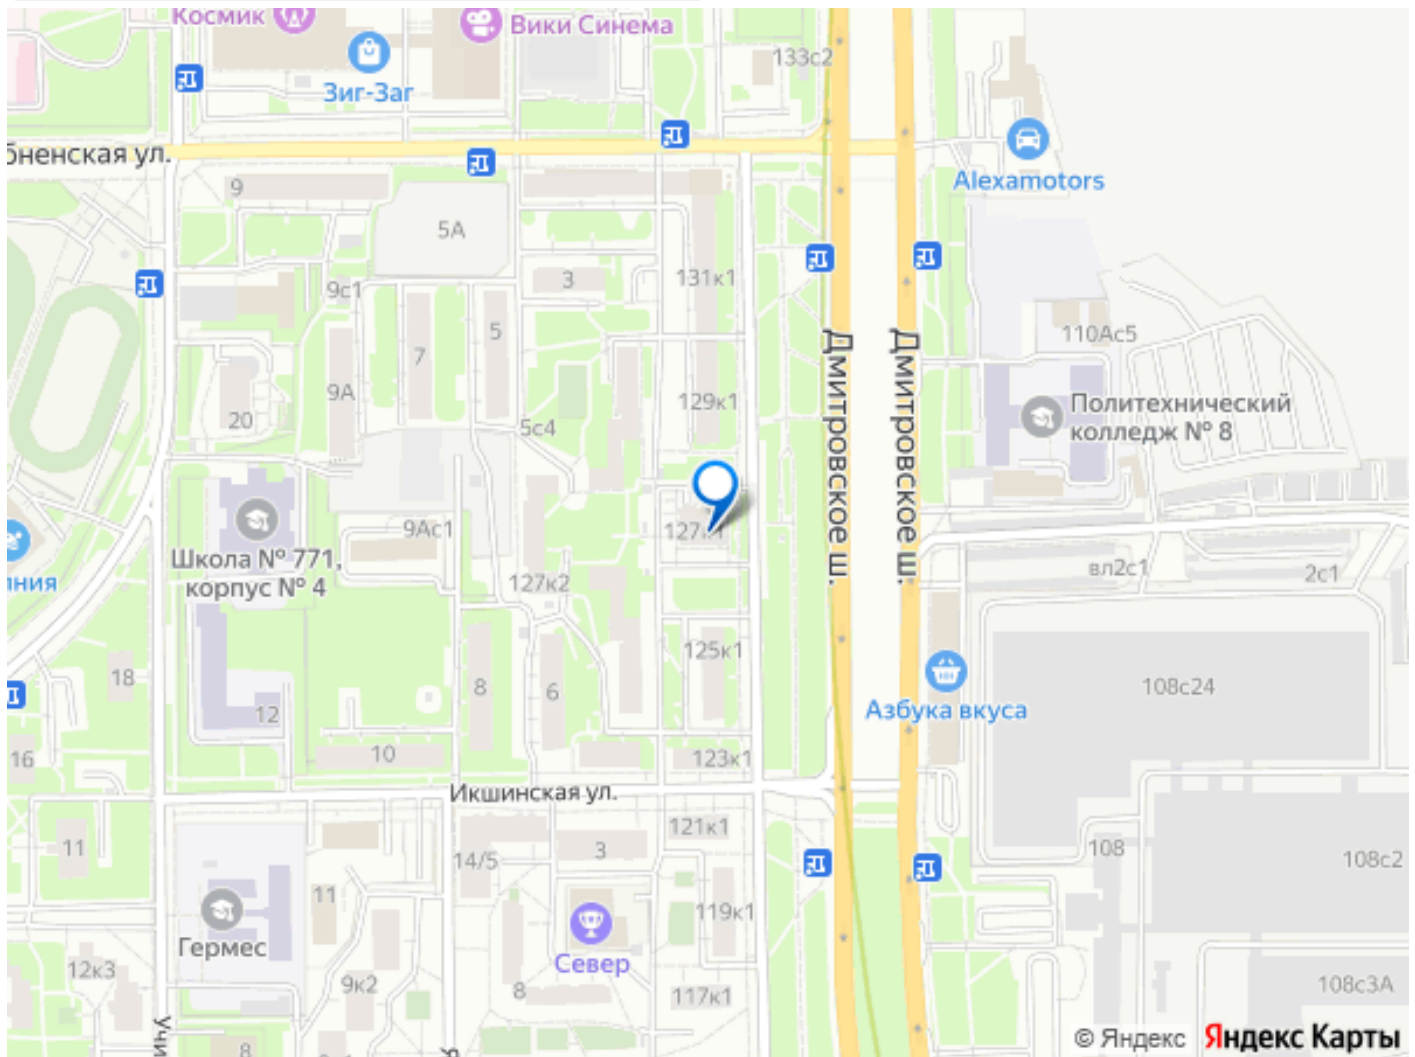 Космик
Вики Синема
133с2
Зиг-Заг
бненская ул.
Alexamotors
9
5А
3
131к1
9с1
5
7
110Ас5
9А
129к1
20
5с4
Политехнический
колледж № 8
Дмитровское ш.
Дмитровское ш.
9Ас1
Школа № 771,
корпус № 4
127к2
вл2с1
2с1
125к1
18
8
6
108с24
12
Азбука вкуса
10
16
123к1
Икшинская ул.
121к1
11
14/5
3
108
108с2
11
119к1
Гермес
Север
12к3
9к2
8
117к1
108с3А
8
© Яндекс
Яндекс Карты